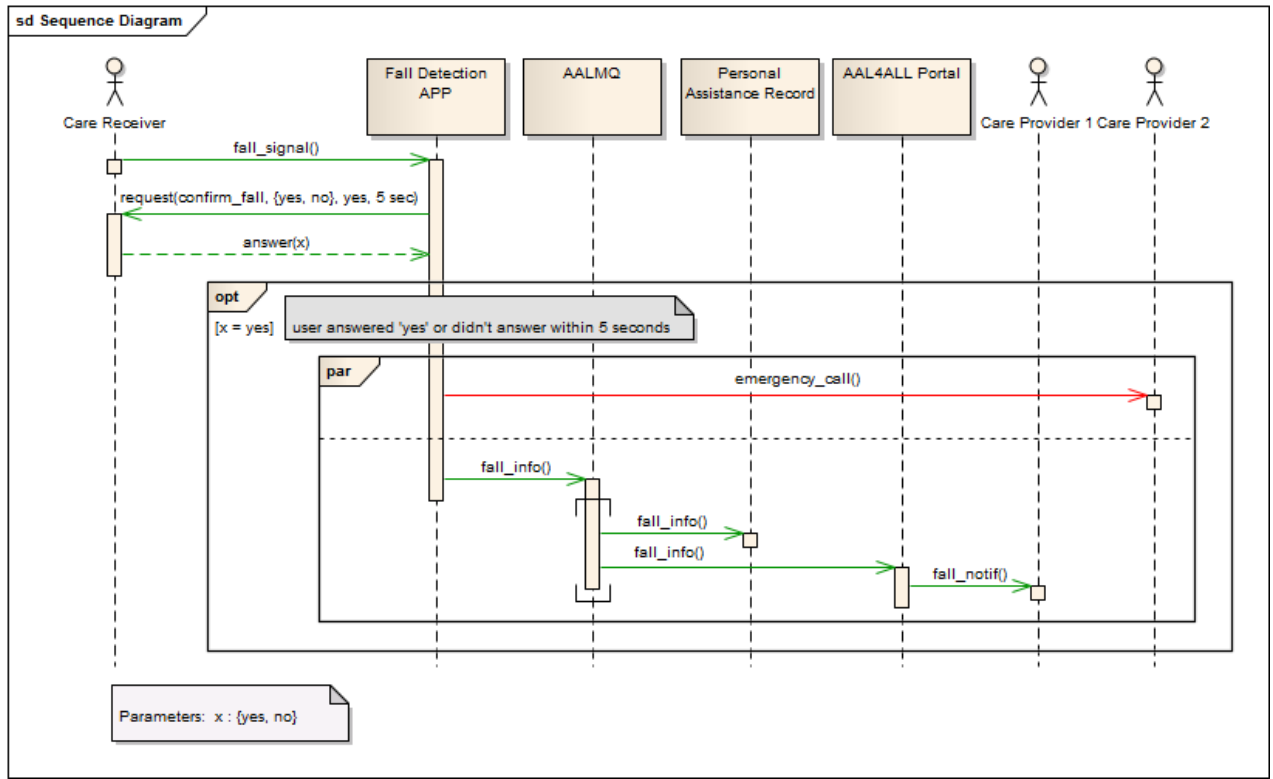 sd Sequence Diagram
Care Receiver
Fall Detection
APP
AALMQ
Personal
Assistance Record
AAL4ALL Portal
Care Provider 1
Care Provider 2
fall_signal()
request(confirm_fall, {yes, no}, yes, 5 sec)
answer(x)
opt
[x = yes]
user answered 'yes' or didn't answer within 5 seconds
par
emergency_call()
fall_info()
fall_info()
fall_info()
fall_notif()
Parameters: x : {yes, no}